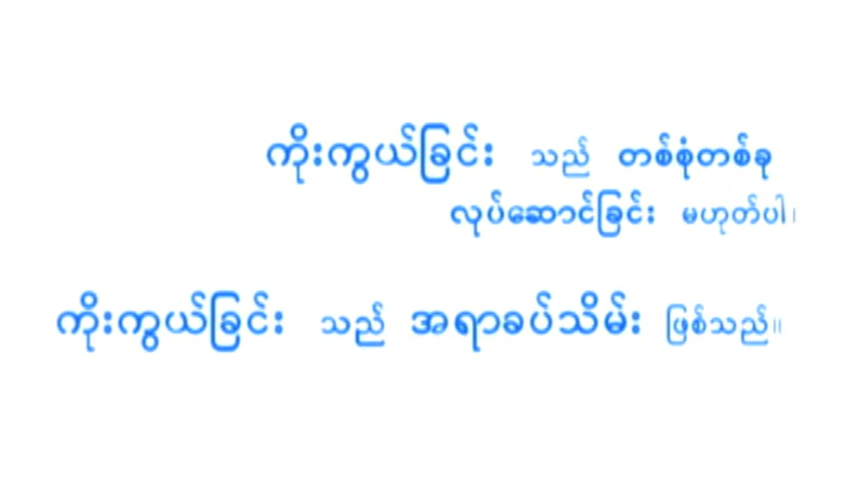 ကိုးကွယ်ခြင်း သည် တစ်စုံတစ်ခု
လုပ်ဆောင်ခြင်း မဟုတ်ပါ၊
ကိုးကွယ်ခြင်း သည် အရာခပ်သိမ်း ဖြစ်သည်။